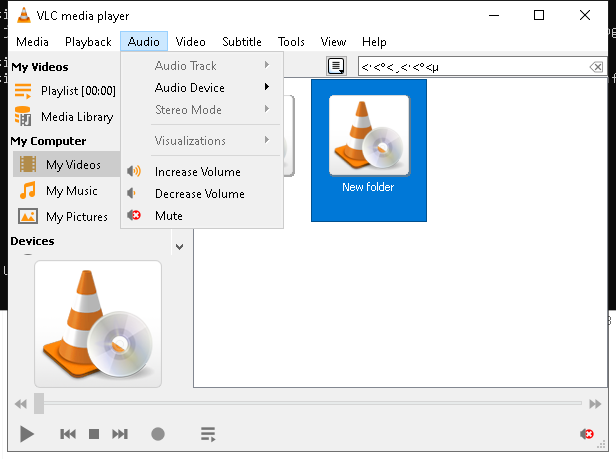 VLC media player
Media Playback Audio Video Subtitle Tools View Help
My Videos
Playlist [00:00]
Media Library
My Computer
My Videos
My Music
My Pictures
Devices
Audio Track
Audio Device
Stereo Mode
Visualizations
Increase Volume
Decrease Volume
Mute
New folder